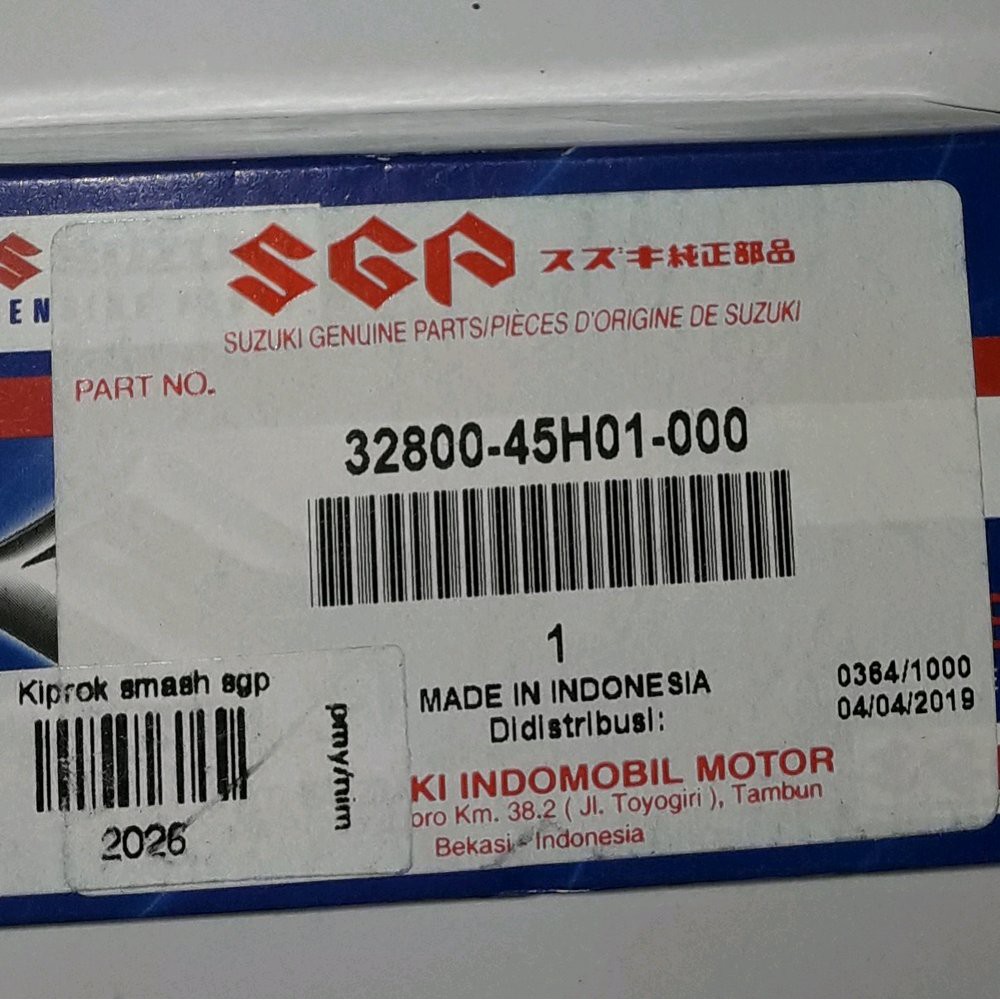 SGP スズキ純正部品
SUZUKI GENUINE PARTS/PIÈCES D'ORIGINE DE SUZUKI
EN
PART NO.
32800-45H01-000
1
MADE IN INDONESIA
Didistribusi:
0364/1000
04/04/2019
KI INDOMOBIL MOTOR
oro Km. 38.2 ( Jl. Toyogiri ), Tambun
Bekasi - Indonesia
Kiprok smash sgp
pmy/nim
2026